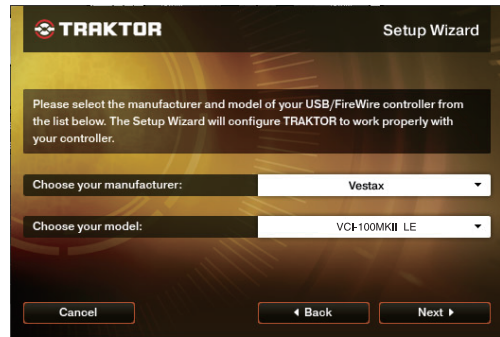 TRAKTOR
Setup Wizard
Please select the manufacturer and model of your USB/FireWire controller from
the list below. The Setup Wizard will configure TRAKTOR to work properly with
your controller.
Choose your manufacturer:
Vestax
Choose your model:
VCI-100MKII LE
Cancel
Back
Next